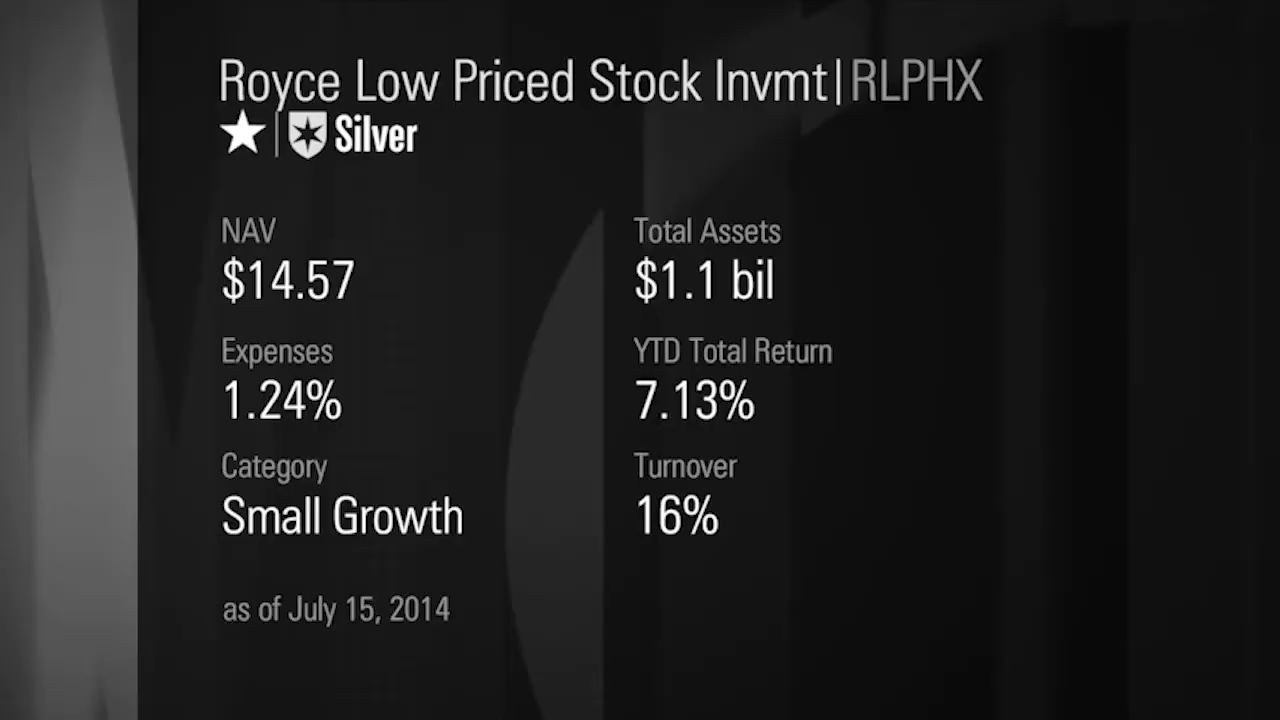 Royce Low Priced Stock Invmt|RLPHX
Silver
NAV
$14.57
Total Assets
$1.1 bil
Expenses
1.24%
YTD Total Return
7.13%
Category
Small Growth
Turnover
16%
as of July 15, 2014